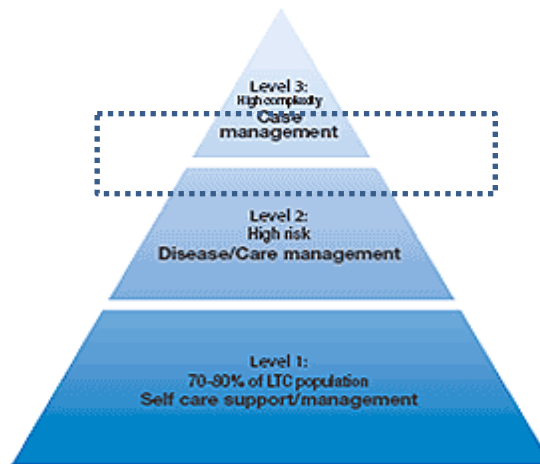 Level 3:
High complexity
Case
management
Level 2:
High risk
Disease/Care management
Level 1:
70-80% of LTC population
Self care support/management